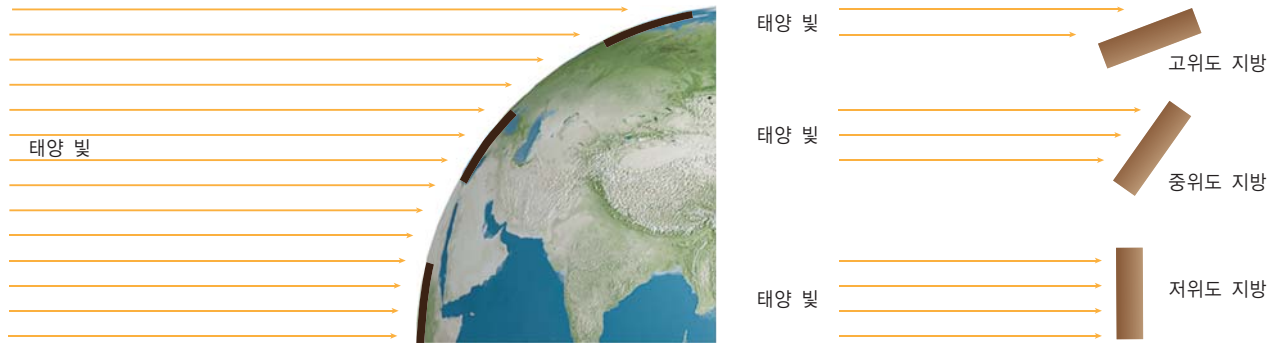 태양 빛
태양 빛
고위도 지방
태양 빛
중위도 지방
태양 빛
저위도 지방